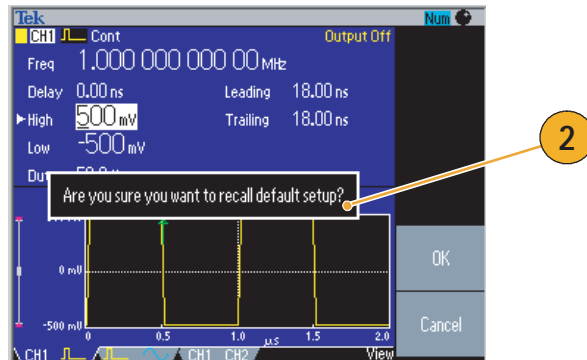 Tek Num
CH1 Cont Output Off
Freq 1.000 000 000 00 MHz
Delay 0.00 ns Leading 18.00 ns
High 500 mV Trailing 18.00 ns
Low -500 mV
Are you sure you want to recall default setup?
2
0 mV
-500 mV
0 0.5 1.0 µs 1.5 2.0
OK
Cancel
CH1 CH1 CH2 View